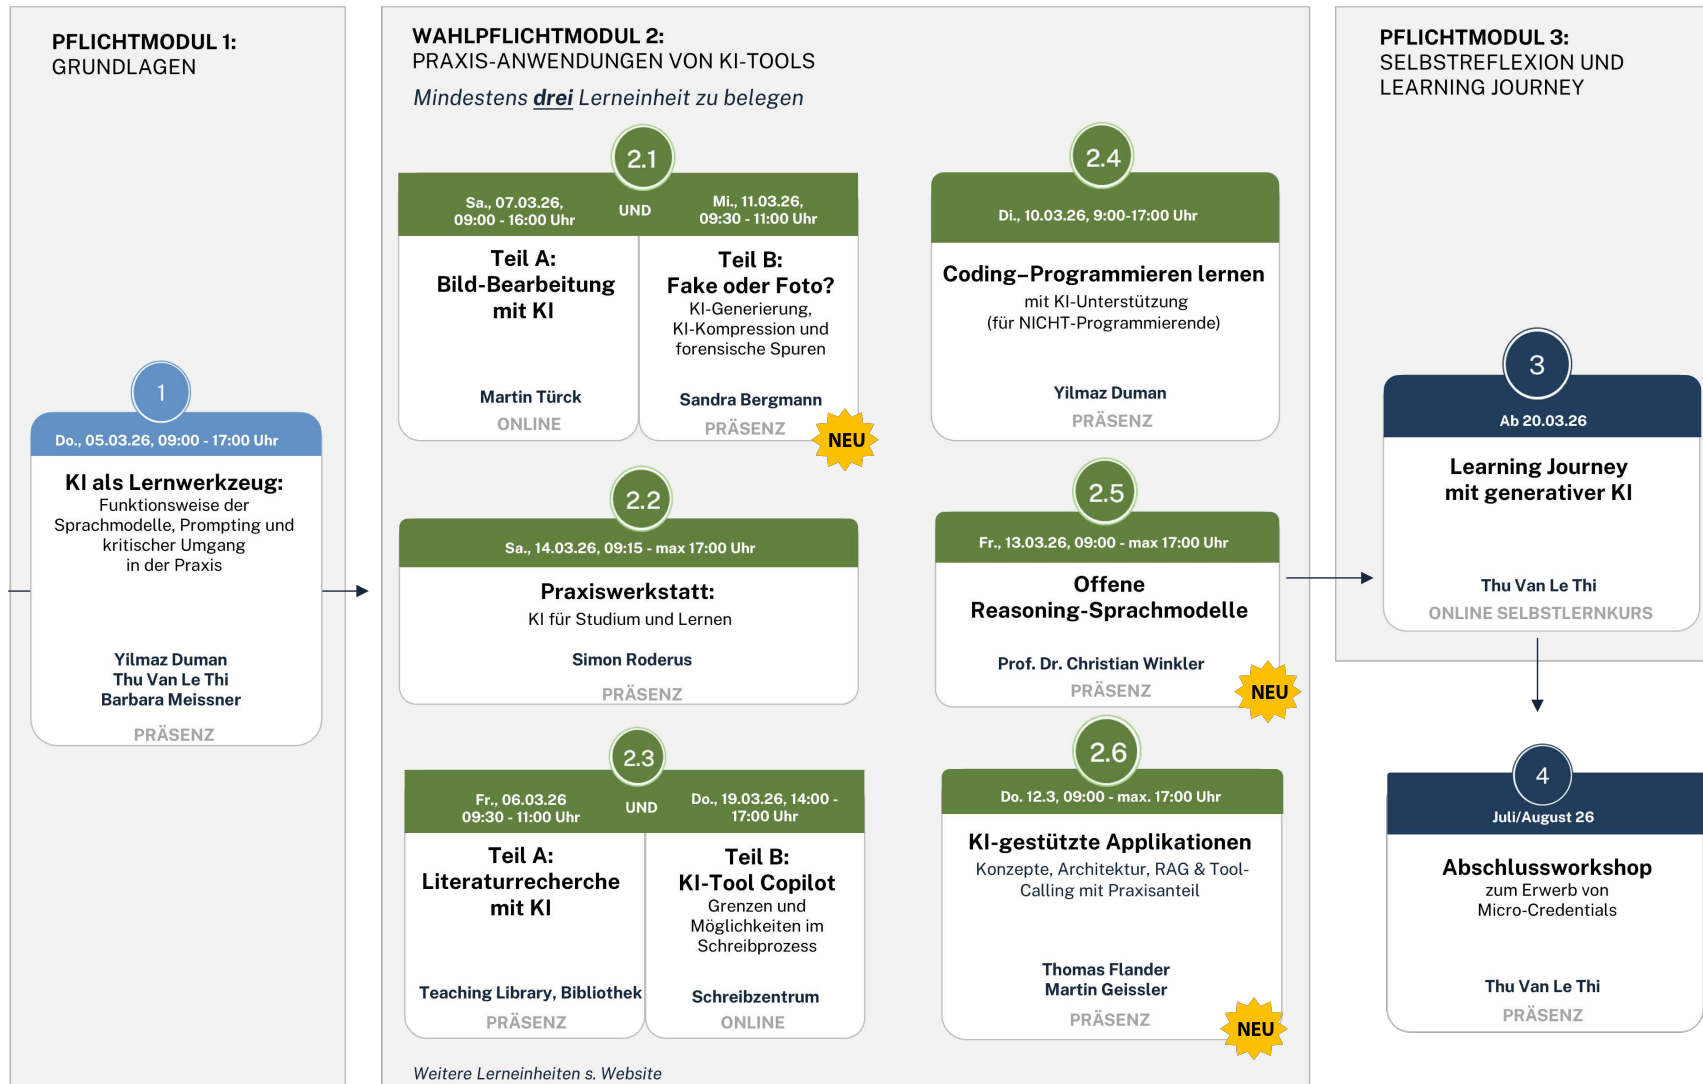 PFLICHTMODUL 1:
GRUNDLAGEN
1
Do., 05.03.26, 09:00 - 17:00 Uhr
KI als Lernwerkzeug:
Funktionsweise der
Sprachmodelle, Prompting und
kritischer Umgang
in der Praxis
Yilmaz Duman
Thu Van Le Thi
Barbara Meissner
PRÄSENZ
WAHLPFLICHTMODUL 2:
PRAXIS-ANWENDUNGEN VON KI-TOOLS
Mindestens drei Lerneinheit zu belegen
2.1
Sa., 07.03.26,
09:00 - 16:00 Uhr
UND
Mi., 11.03.26,
09:30 - 11:00 Uhr
Teil A:
Bild-Bearbeitung
mit KI
Martin Türck
ONLINE
Teil B:
Fake oder Foto?
KI-Generierung,
KI-Kompression und
forensische Spuren
Sandra Bergmann
PRÄSENZ
NEU
2.2
Sa., 14.03.26, 09:15 - max 17:00 Uhr
Praxiswerkstatt:
KI für Studium und Lernen
Simon Roderus
PRÄSENZ
2.3
Fr., 06.03.26
09:30 - 11:00 Uhr
UND
Do., 19.03.26, 14:00 -
17:00 Uhr
Teil A:
Literaturrecherche
mit KI
Teaching Library, Bibliothek
PRÄSENZ
Teil B:
KI-Tool Copilot
Grenzen und
Möglichkeiten im
Schreibprozess
Schreibzentrum
ONLINE
2.4
Di., 10.03.26, 9:00-17:00 Uhr
Coding–Programmieren lernen
mit KI-Unterstützung
(für NICHT-Programmierende)
Yilmaz Duman
PRÄSENZ
2.5
Fr., 13.03.26, 09:00 - max 17:00 Uhr
Offene
Reasoning-Sprachmodelle
Prof. Dr. Christian Winkler
PRÄSENZ
NEU
2.6
Do. 12.3, 09:00 - max. 17:00 Uhr
KI-gestützte Applikationen
Konzepte, Architektur, RAG & Tool-
Calling mit Praxisanteil
Thomas Flander
Martin Geissler
PRÄSENZ
NEU
Weitere Lerneinheiten s. Website
PFLICHTMODUL 3:
SELBSTREFLEXION UND
LEARNING JOURNEY
3
Ab 20.03.26
Learning Journey
mit generativer KI
Thu Van Le Thi
ONLINE SELBSTLERNKURS
4
Juli/August 26
Abschlussworkshop
zum Erwerb von
Micro-Credentials
Thu Van Le Thi
PRÄSENZ